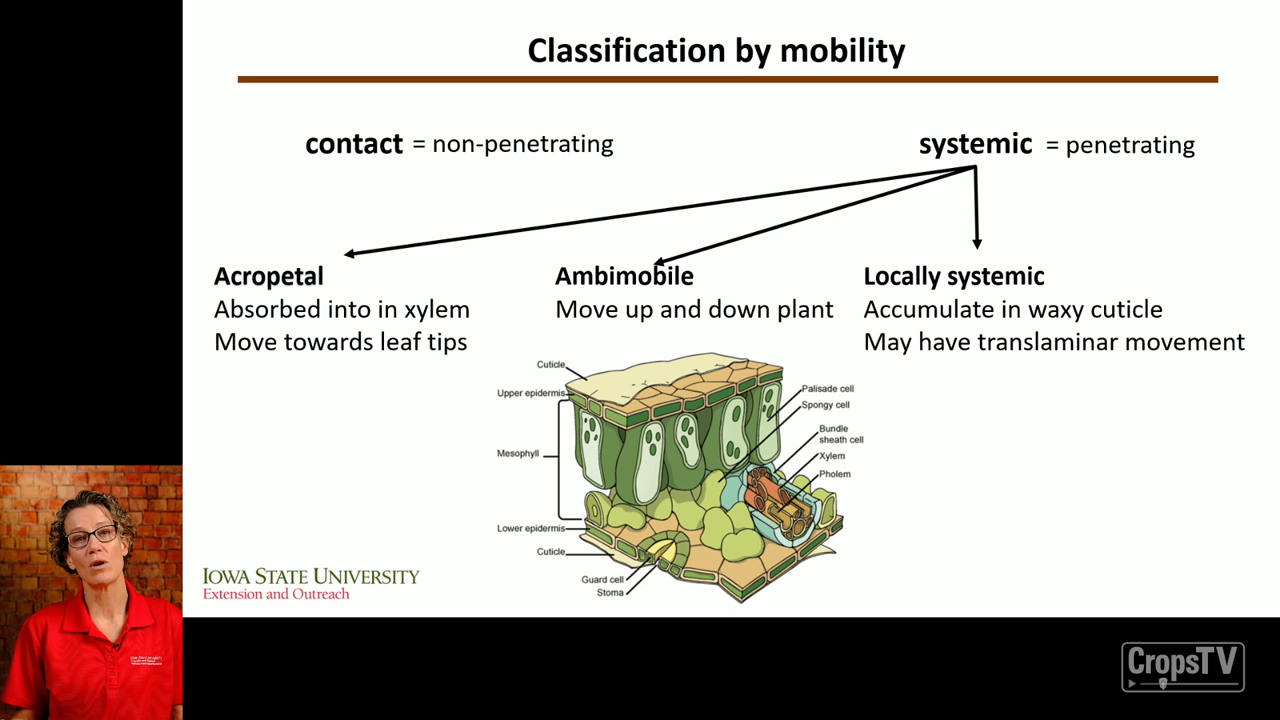 Classification by mobility
contact = non-penetrating
systemic = penetrating
Acropetal
Absorbed into in xylem
Move towards leaf tips
Ambimobile
Move up and down plant
Locally systemic
Accumulate in waxy cuticle
May have translaminar movement
Cuticle
Upper epidermis
Mesophyll
Lower epidermis
Cuticle
Guard cell
Stoma
Palisade cell
Spongy cell
Bundle
sheath cell
Xylem
Pholem
IOWA STATE UNIVERSITY
Extension and Outreach
CropsTV